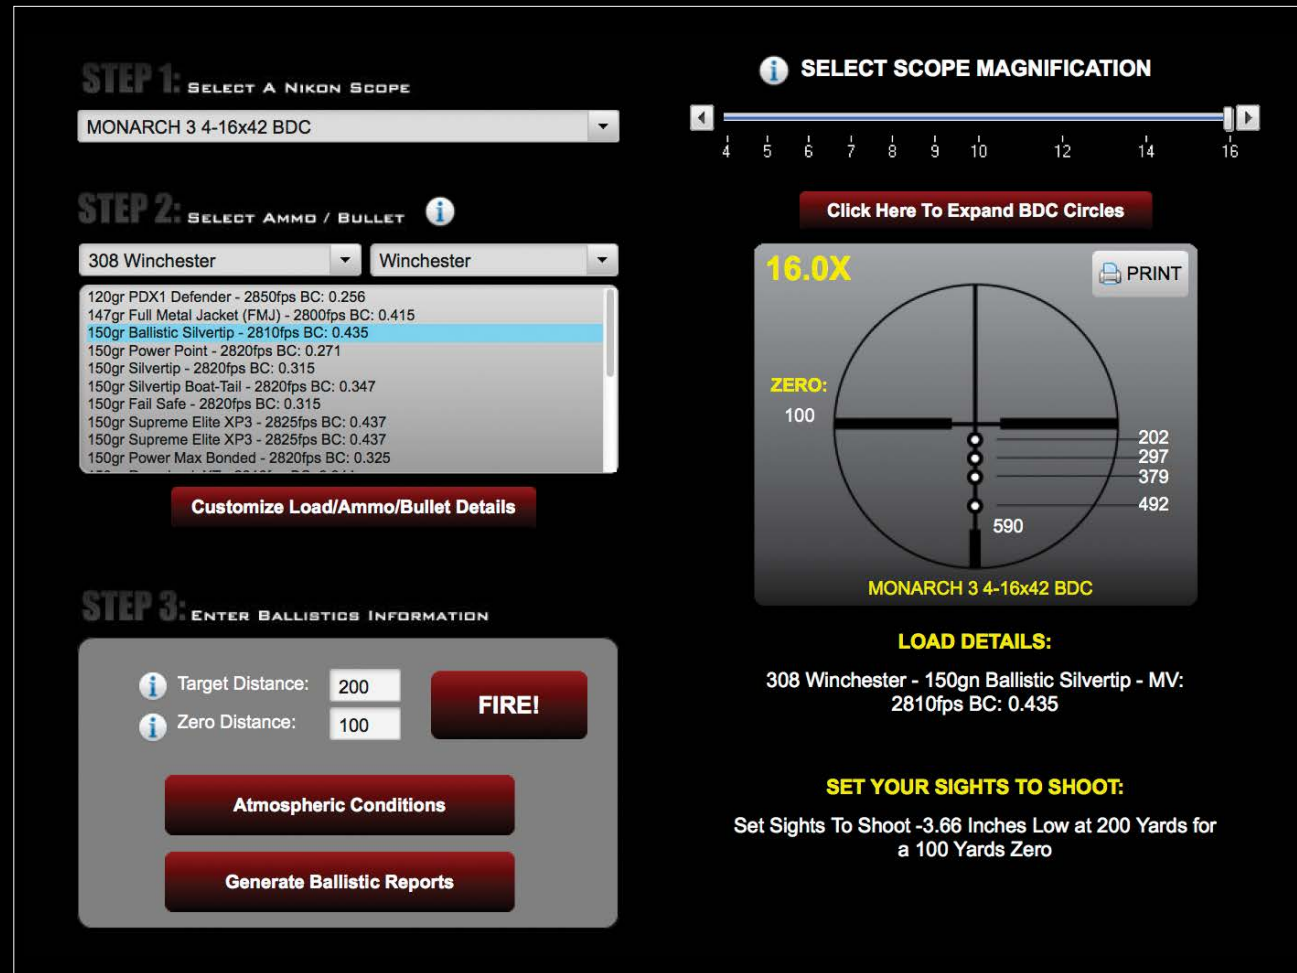 STEP 1: SELECT A NIKON SCOPE
MONARCH 3 4-16x42 BDC
STEP 2: SELECT AMMO / BULLET
308 Winchester
Winchester
120gr PDX1 Defender - 2850fps BC: 0.256
147gr Full Metal Jacket (FMJ) - 2800fps BC: 0.415
150gr Ballistic Silvertip - 2810fps BC: 0.435
150gr Power Point - 2820fps BC: 0.271
150gr Silvertip - 2820fps BC: 0.315
150gr Silvertip Boat-Tail - 2820fps BC: 0.347
150gr Fail Safe - 2820fps BC: 0.315
150gr Supreme Elite XP3 - 2825fps BC: 0.437
150gr Supreme Elite XP3 - 2825fps BC: 0.437
150gr Power Max Bonded - 2820fps BC: 0.325
Customize Load/Ammo/Bullet Details
STEP 3: ENTER BALLISTICS INFORMATION
Target Distance: 200
Zero Distance: 100
FIRE!
Atmospheric Conditions
Generate Ballistic Reports
SELECT SCOPE MAGNIFICATION
4 5 6 7 8 9 10 12 14 16
Click Here To Expand BDC Circles
16.0X
PRINT
ZERO:
100
202
297
379
492
590
MONARCH 3 4-16x42 BDC
LOAD DETAILS:
308 Winchester - 150gn Ballistic Silvertip - MV:
2810fps BC: 0.435
SET YOUR SIGHTS TO SHOOT:
Set Sights To Shoot -3.66 Inches Low at 200 Yards for
a 100 Yards Zero